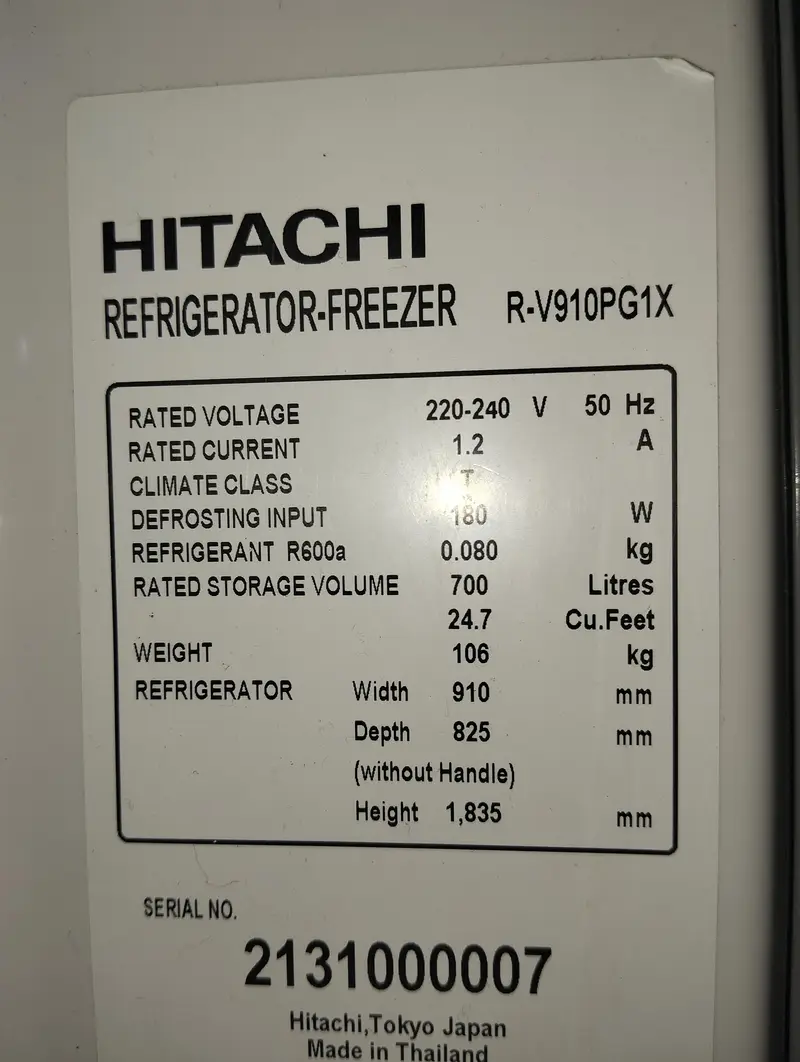 HITACHI
REFRIGERATOR-FREEZER R-V910PG1X
RATED VOLTAGE 220-240 V 50 Hz
RATED CURRENT 1.2 A
CLIMATE CLASS T
DEFROSTING INPUT 180 W
REFRIGERANT R600a 0.080 kg
RATED STORAGE VOLUME 700 Litres
24.7 Cu.Feet
WEIGHT 106 kg
REFRIGERATOR Width 910 mm
Depth 825 mm
(without Handle)
Height 1,835 mm
SERIAL NO.
2131000007
Hitachi,Tokyo Japan
Made in Thailand